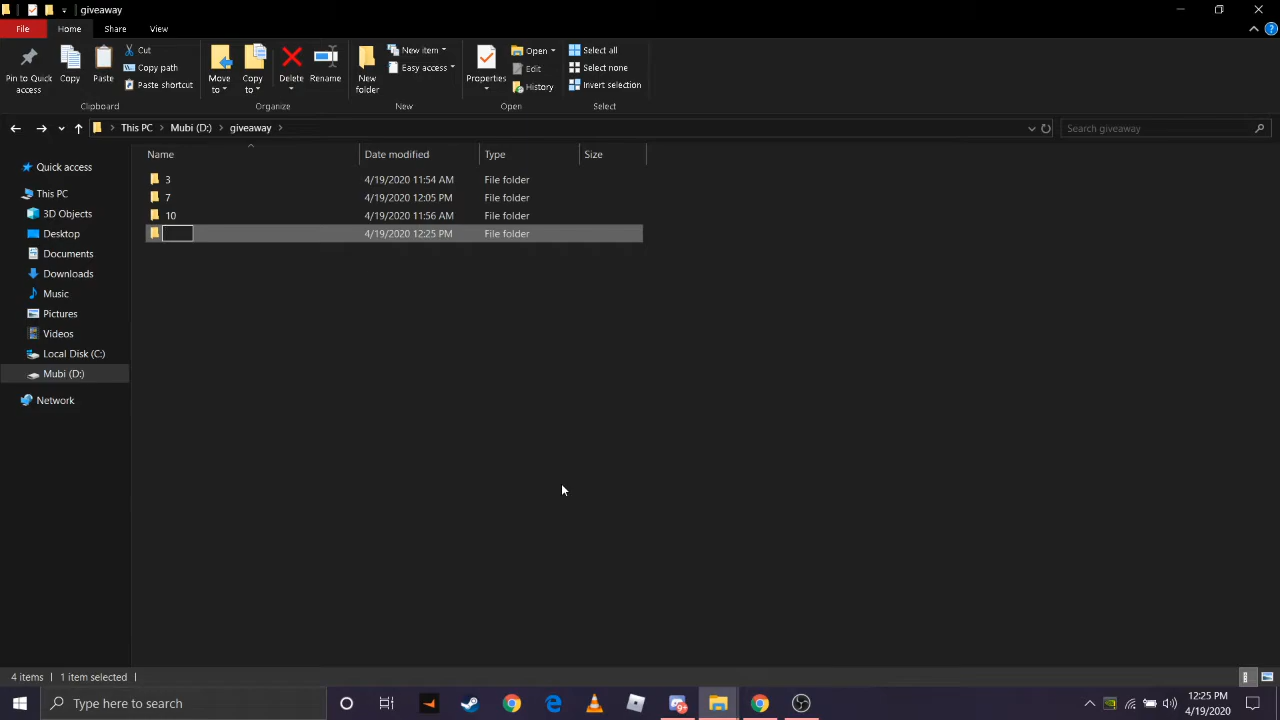 giveaway
File Home Share View
Pin to Quick access
Copy
Paste
Cut
Copy path
Paste shortcut
Clipboard
Move to
Copy to
Delete
Rename
Organize
New folder
New item
Easy access
New
Properties
Open
Edit
History
Open
Select all
Select none
Invert selection
Select
This PC Mubi (D:) giveaway
Search giveaway
Quick access
This PC
3D Objects
Desktop
Documents
Downloads
Music
Pictures
Videos
Local Disk (C:)
Mubi (D:)
Network
Name Date modified Type Size
3 4/19/2020 11:54 AM File folder
7 4/19/2020 12:05 PM File folder
10 4/19/2020 11:56 AM File folder
4/19/2020 12:25 PM File folder
4 items 1 item selected
Type here to search
9+
12:25 PM
4/19/2020